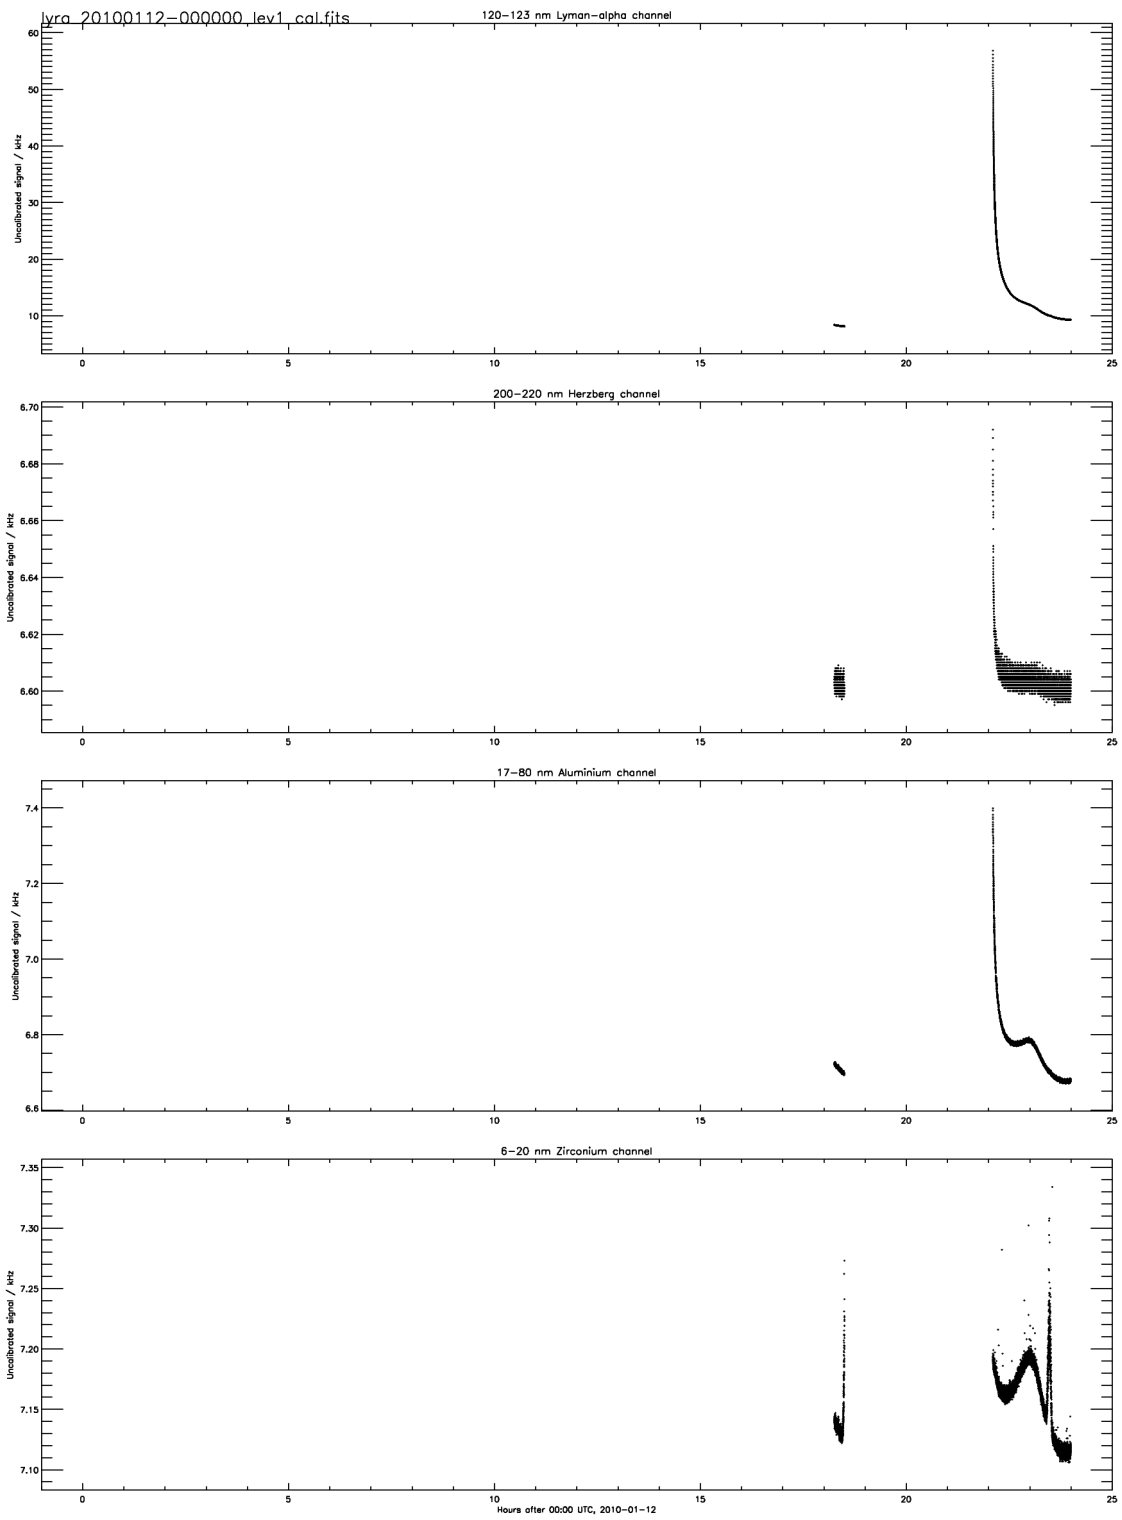 lyra_20100112-000000_lev1_cal.fits
120-123 nm Lyman-alpha channel
60
50
40
30
20
10
Uncalibrated signal / kHz
0 5 10 15 20 25
200-220 nm Herzberg channel
6.70
6.68
6.66
6.64
6.62
6.60
Uncalibrated signal / kHz
0 5 10 15 20 25
17-80 nm Aluminium channel
7.4
7.2
7.0
6.8
6.6
Uncalibrated signal / kHz
0 5 10 15 20 25
6-20 nm Zirconium channel
7.35
7.30
7.25
7.20
7.15
7.10
Uncalibrated signal / kHz
0 5 10 15 20 25
Hours after 00:00 UTC, 2010-01-12